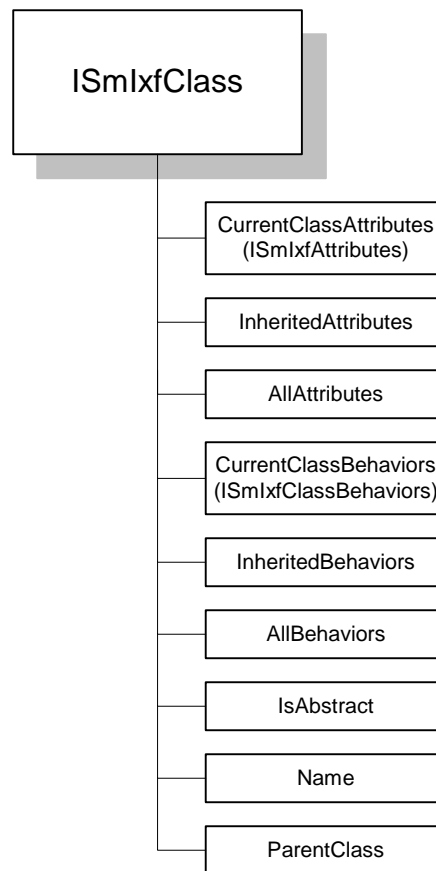 ISmIxfClass
CurrentClassAttributes
(ISmIxfAttributes)
InheritedAttributes
AllAttributes
CurrentClassBehaviors
(ISmIxfClassBehaviors)
InheritedBehaviors
AllBehaviors
IsAbstract
Name
ParentClass